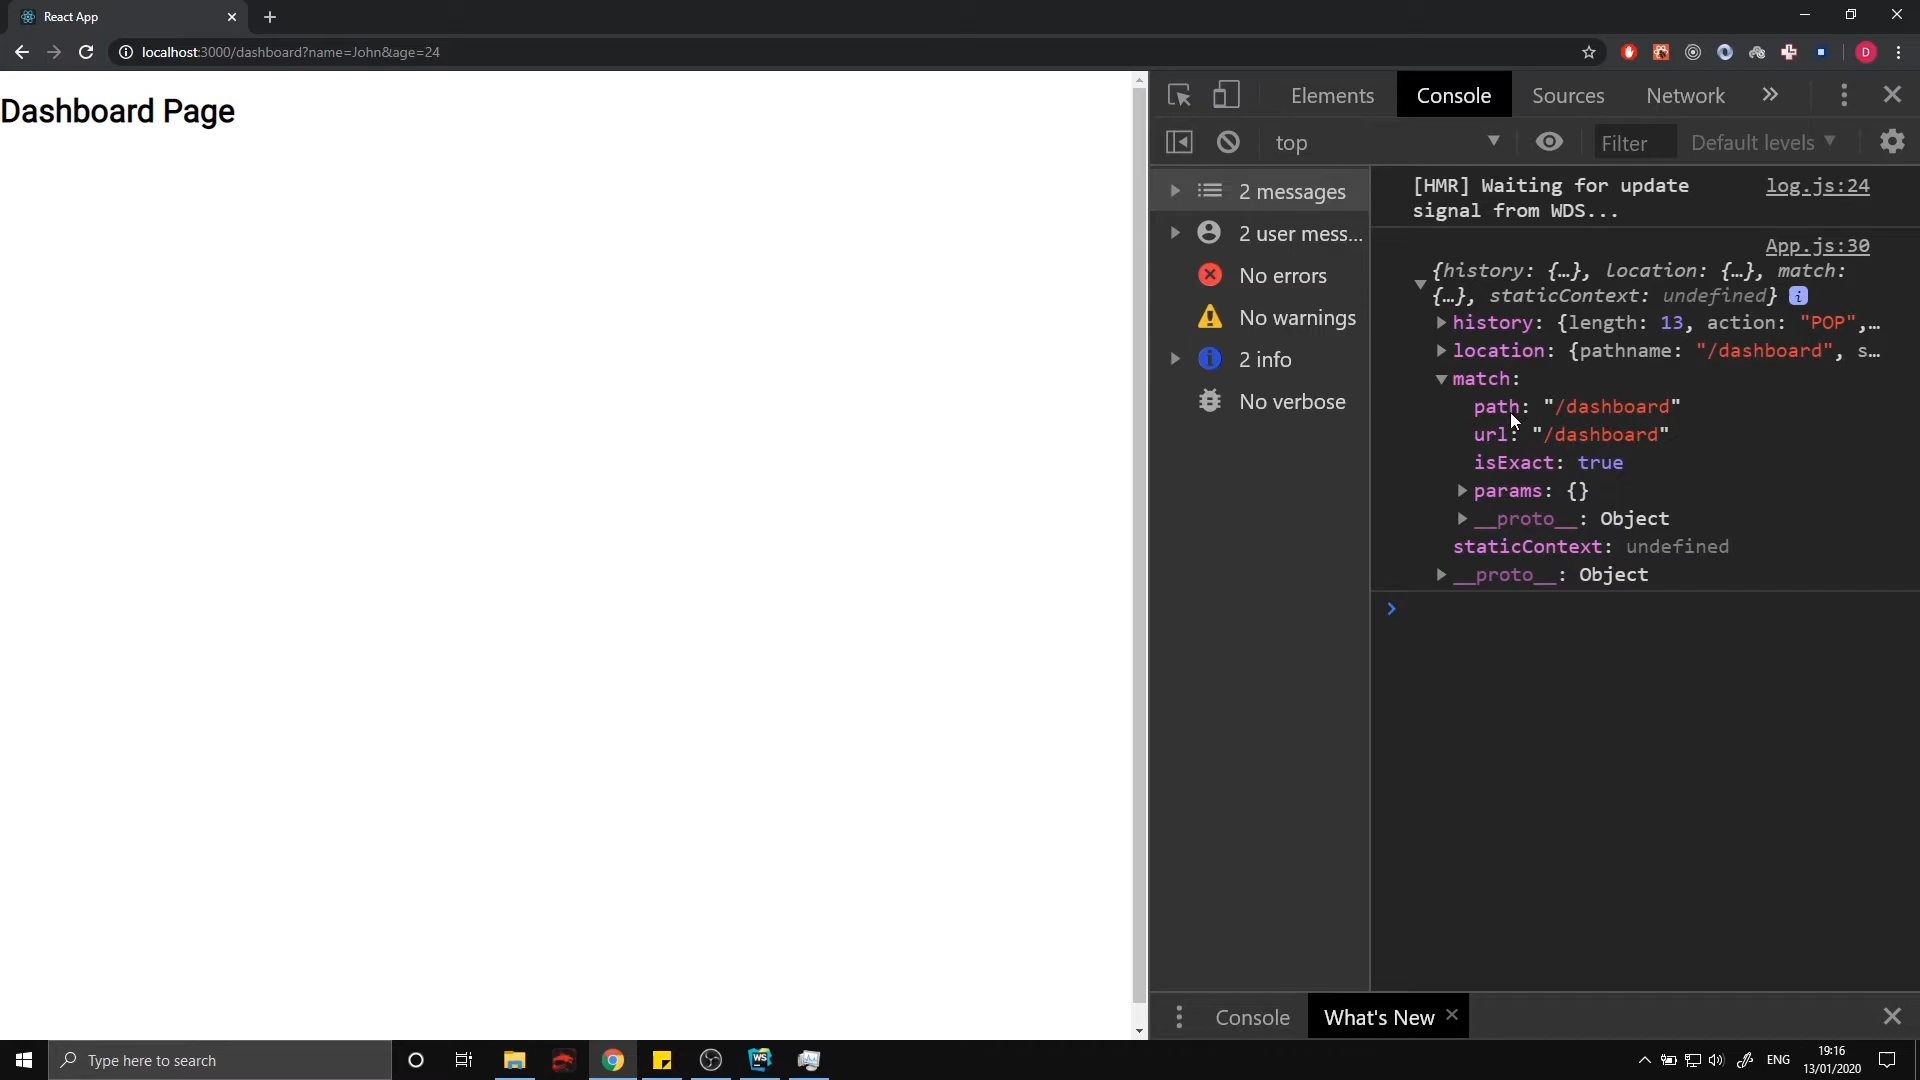 React App
localhost:3000/dashboard?name=John&age=24
D
Dashboard Page
Elements
Console
Sources
Network
top
Filter
Default levels
2 messages
2 user mess...
No errors
No warnings
2 info
No verbose
[HMR] Waiting for update log.js:24
signal from WDS...
App.js:30
{history: {…}, location: {…}, match:
{…}, staticContext: undefined} i
history: {length: 13, action: "POP",…
location: {pathname: "/dashboard", s…
match:
path: "/dashboard"
url: "/dashboard"
isExact: true
params: {}
__proto__: Object
staticContext: undefined
__proto__: Object
Console
What's New
Type here to search
WS
ENG
19:16
13/01/2020